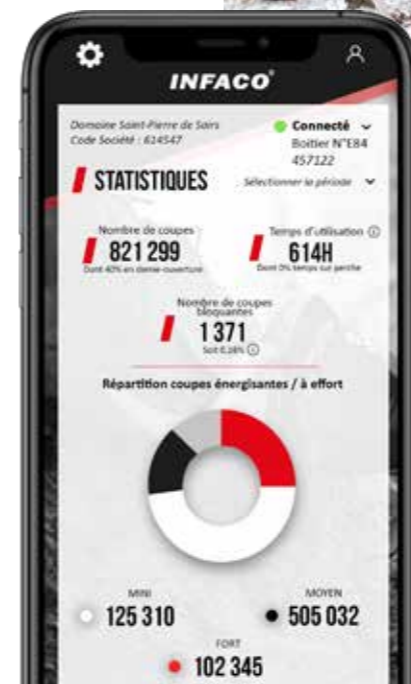 INFACO®
Domaine Saint-Pierre de Sairs
Code Société : 614547
Connecté
Boitier N°E84
457122
STATISTIQUES
Sélectionner la période
Nombre de coupes
821 299
Dont 40% en demie-ouverture
Temps d'utilisation
614H
Dont 0% temps sur perche
Nombre de coupes
bloquantes
1 371
Soit 0,16%
Répartition coupes énergisantes / à effort
MINI
125 310
MOYEN
505 032
FORT
102 345